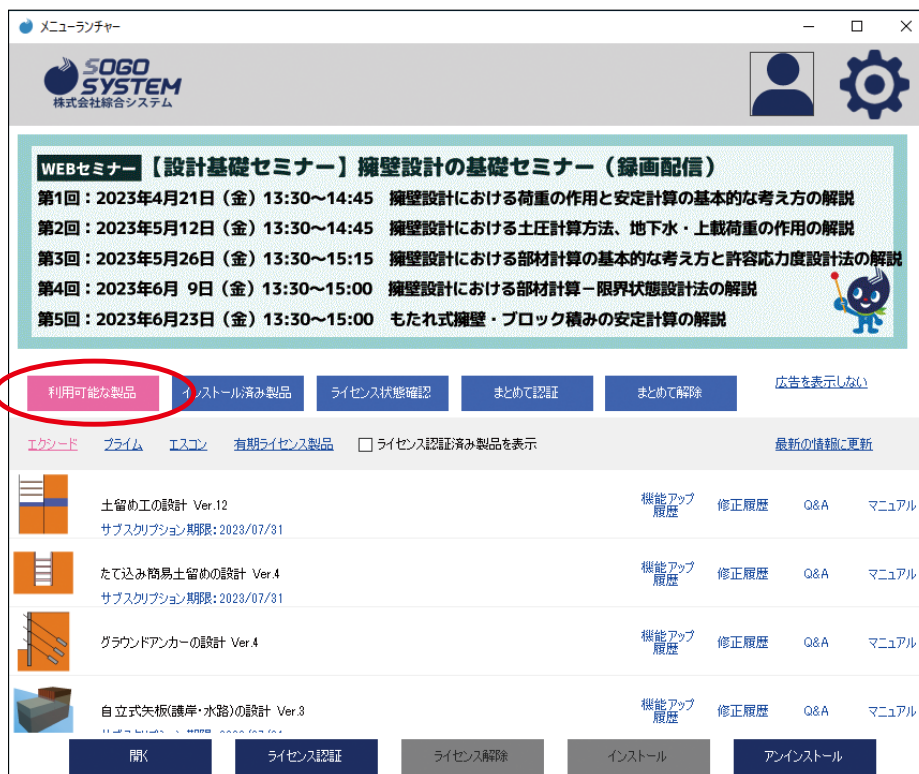 メニューランチャー
SOGO
SYSTEM
株式会社綜合システム
WEBセミナー【設計基礎セミナー】擁壁設計の基礎セミナー（録画配信）
第1回：2023年4月21日（金）13:30～14:45 擁壁設計における荷重の作用と安定計算の基本的な考え方の解説
第2回：2023年5月12日（金）13:30～14:45 擁壁設計における土圧計算方法、地下水・上載荷重の作用の解説
第3回：2023年5月26日（金）13:30～15:15 擁壁設計における部材計算の基本的な考え方と許容応力度設計法の解説
第4回：2023年6月 9日（金）13:30～15:00 擁壁設計における部材計算－限界状態設計法の解説
第5回：2023年6月23日（金）13:30～15:00 もたれ式擁壁・ブロック積みの安定計算の解説
利用可能な製品 インストール済み製品 ライセンス状態確認 まとめて認証 まとめて解除 広告を表示しない
エクシード プライム エスコン 有期ライセンス製品 ライセンス認証済み製品を表示 最新の情報に更新
土留め工の設計 Ver.12 機能アップ履歴 修正履歴 Q&A マニュアル
サブスクリプション期限：2023/07/31
たて込み簡易土留めの設計 Ver.4 機能アップ履歴 修正履歴 Q&A マニュアル
サブスクリプション期限：2023/07/31
グラウンドアンカーの設計 Ver.4 機能アップ履歴 修正履歴 Q&A マニュアル
自立式矢板(護岸・水路)の設計 Ver.3 機能アップ履歴 修正履歴 Q&A マニュアル
開く ライセンス認証 ライセンス解除 インストール アンインストール